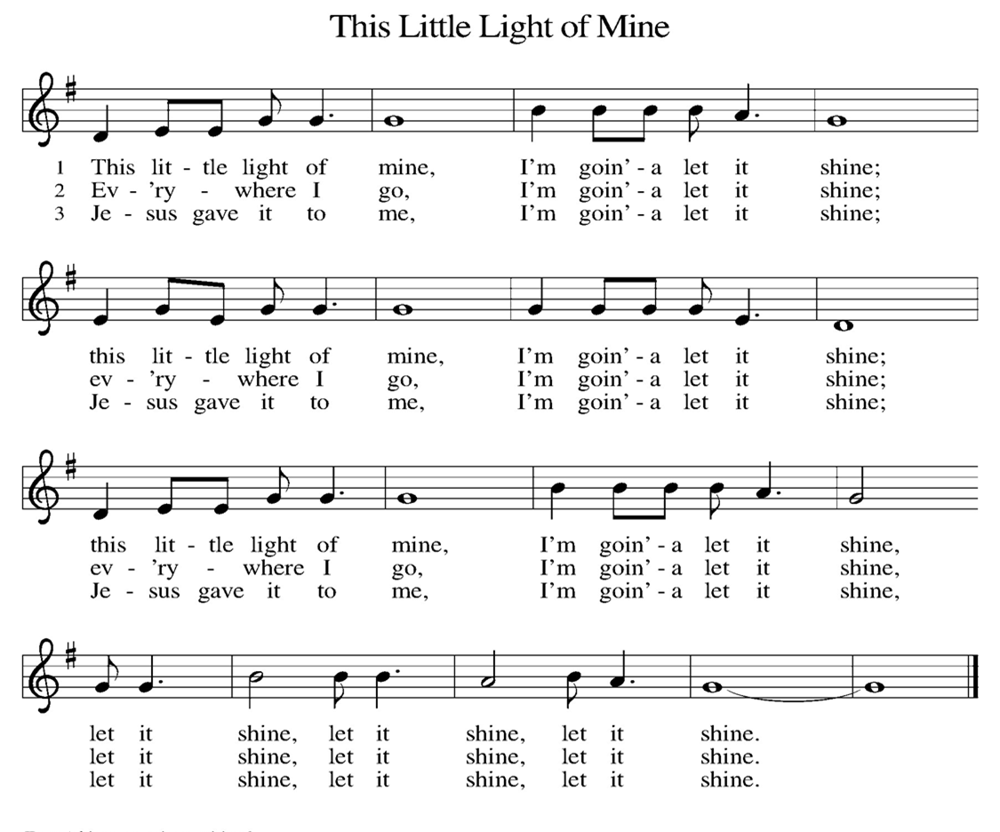 This Little Light of Mine
1 This lit - tle light of mine, I'm goin' - a let it shine;
2 Ev - 'ry - where I go, I'm goin' - a let it shine;
3 Je - sus gave it to me, I'm goin' - a let it shine;
this lit - tle light of mine, I'm goin' - a let it shine;
ev - 'ry - where I go, I'm goin' - a let it shine;
Je - sus gave it to me, I'm goin' - a let it shine;
this lit - tle light of mine, I'm goin' - a let it shine,
ev - 'ry - where I go, I'm goin' - a let it shine,
Je - sus gave it to me, I'm goin' - a let it shine,
let it shine, let it shine, let it shine.
let it shine, let it shine, let it shine.
let it shine, let it shine, let it shine.